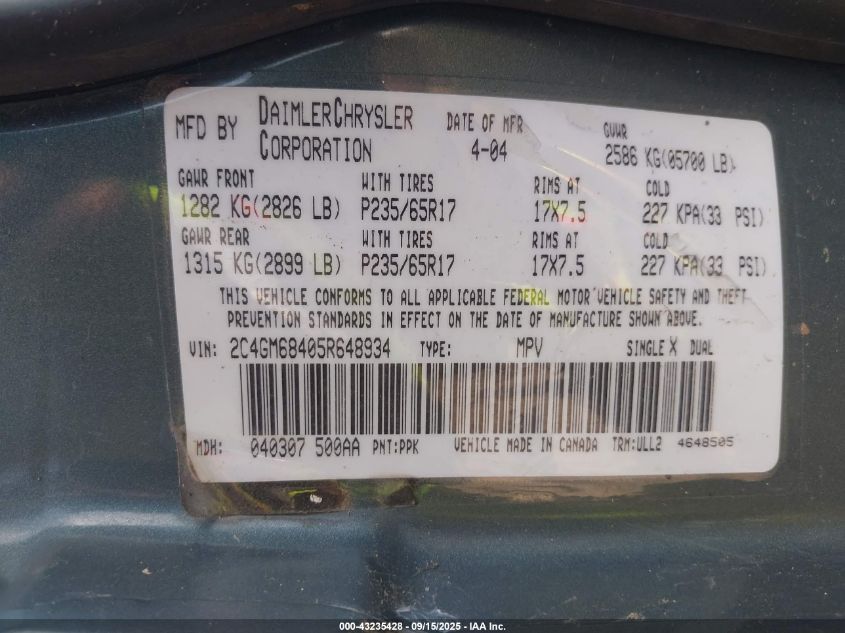 MFD BY DAIMLERCHRYSLER CORPORATION DATE OF MFR 4-04 GVWR 2586 KG(05700 LB)
GAWR FRONT WITH TIRES RIMS AT COLD
1282 KG(2826 LB) P235/65R17 17X7.5 227 KPA(33 PSI)
GAWR REAR WITH TIRES RIMS AT COLD
1315 KG(2899 LB) P235/65R17 17X7.5 227 KPA(33 PSI)
THIS VEHICLE CONFORMS TO ALL APPLICABLE FEDERAL MOTOR VEHICLE SAFETY AND THEFT
PREVENTION STANDARDS IN EFFECT ON THE DATE OF MANUFACTURE SHOWN ABOVE.
VIN: 2C4GM68405R648934 TYPE: MPV SINGLE X DUAL
MDH: 040307 500AA PNT:PPK VEHICLE MADE IN CANADA TRM:ULL2 4648505
000-43235428 - 09/15/2025 - IAA Inc.